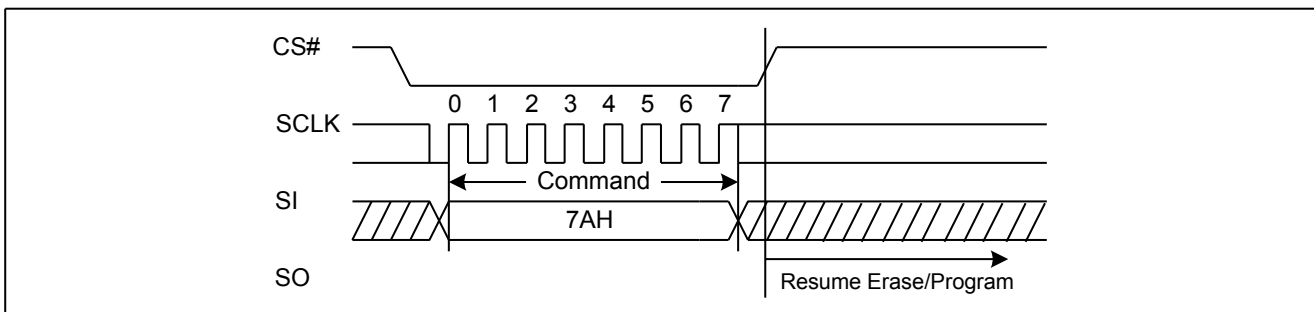 CS#
0 1 2 3 4 5 6 7
SCLK
Command
SI
7AH
SO
Resume Erase/Program